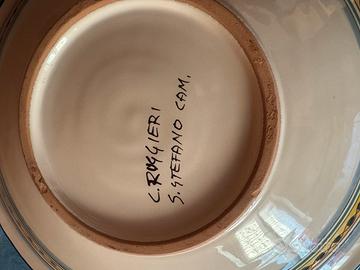 C. RUGGIERI
S. STEFANO CAM.